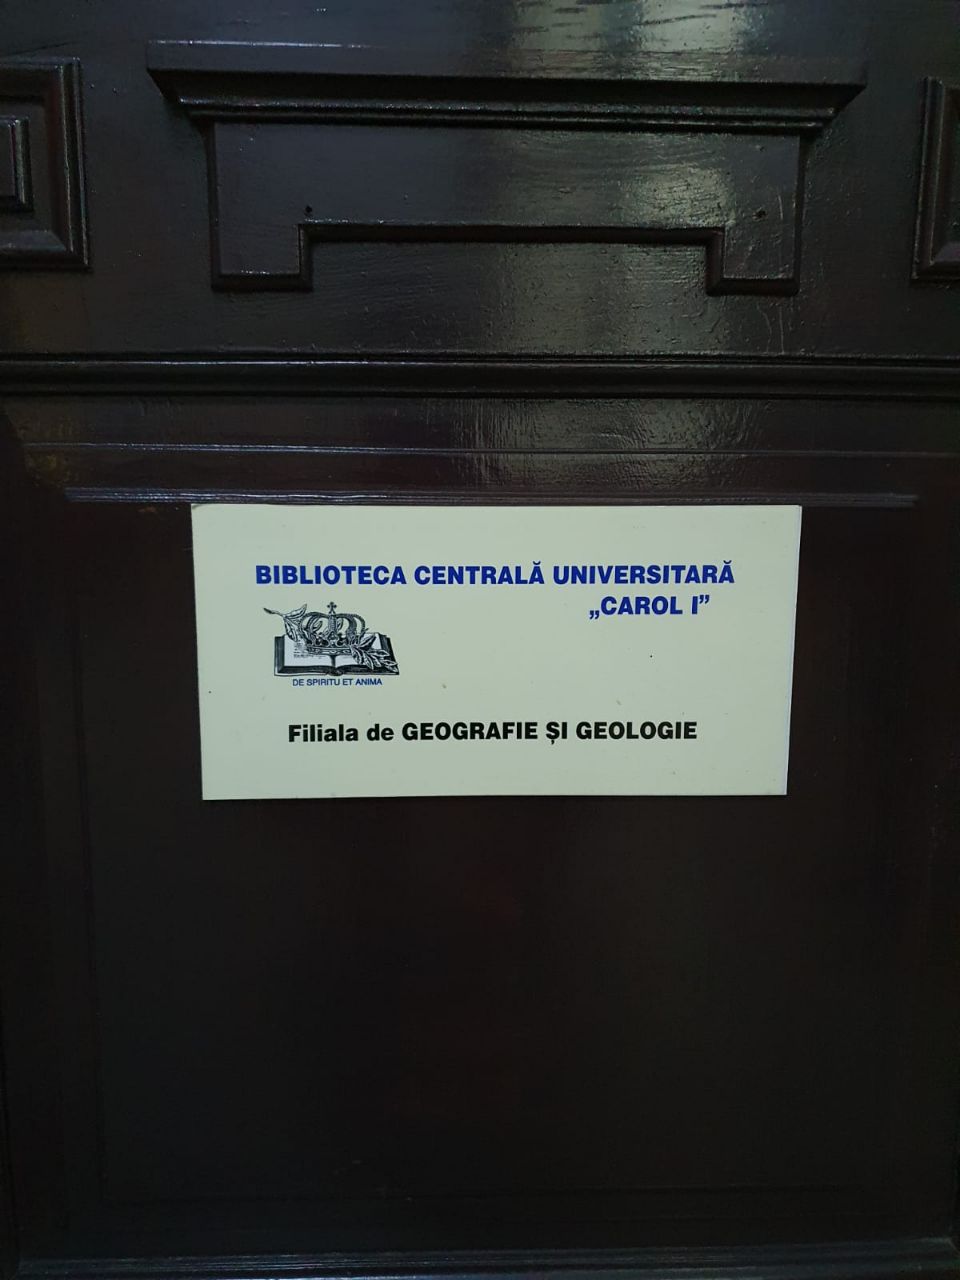 BIBLIOTECA CENTRALĂ UNIVERSITARĂ
„CAROL I”
DE SPIRITU ET ANIMA
Filiala de GEOGRAFIE ȘI GEOLOGIE